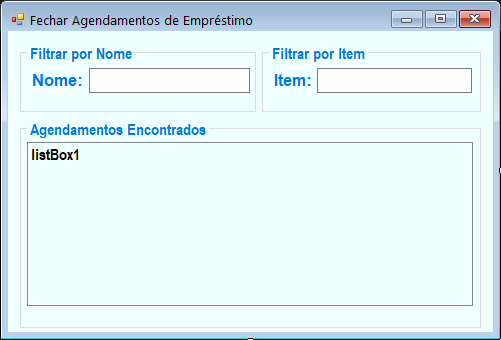 Fechar Agendamentos de Empréstimo
Filtrar por Nome
Nome:
Filtrar por Item
Item:
Agendamentos Encontrados
listBox1